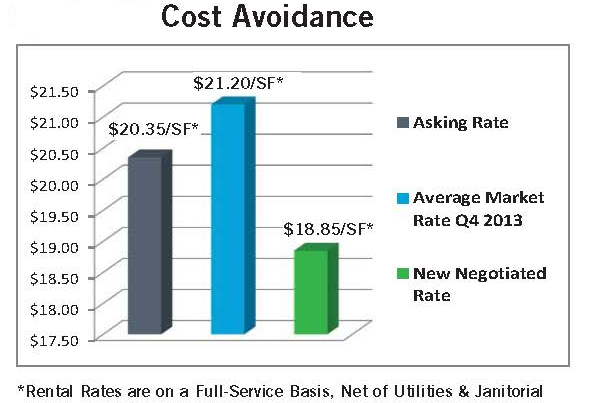 Cost Avoidance
$21.50
$21.00
$20.50
$20.00
$19.50
$19.00
$18.50
$18.00
$17.50
$20.35/SF*
$21.20/SF*
$18.85/SF*
Asking Rate
Average Market
Rate Q4 2013
New Negotiated
Rate
*Rental Rates are on a Full-Service Basis, Net of Utilities & Janitorial